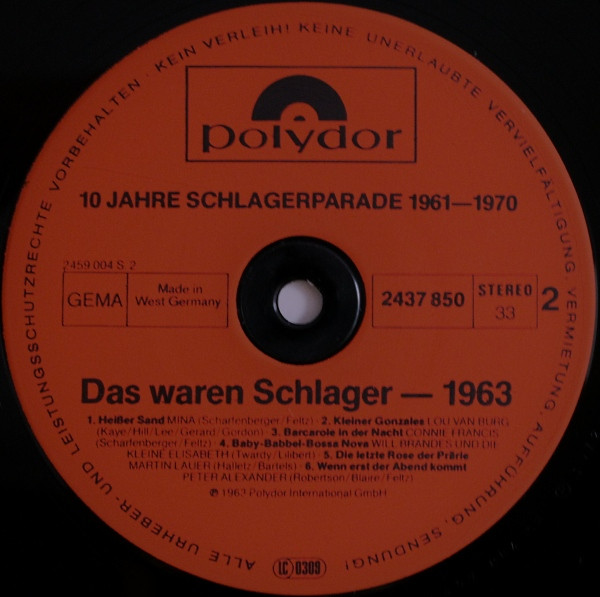 ALLE URHEBER- UND LEISTUNGSSCHUTZRECHTE VORBEHALTEN · KEIN VERLEIH! KEINE UNERLAUBTE VERVIELFÄLTIGUNG, VERMIETUNG, AUFFÜHRUNG, SENDUNG!
polydor
10 JAHRE SCHLAGERPARADE 1961—1970
2459 004 S 2
GEMA
Made in
West Germany
2437 850
STEREO
33
2
Das waren Schlager — 1963
1. Heißer Sand MINA (Scharfenberger/Feltz) · 2. Kleiner Gonzales LOU VAN BURG
(Kaye/Hill/Lee/Gerard/Gordon) 3. Barcarole in der Nacht CONNIE FRANCIS
(Scharfenberger/Feltz) · 4. Baby-Babbel-Bossa Nova WILL BRANDES UND DIE
KLEINE ELISABETH (Twardy/Lilibert) 5. Die letzte Rose der Prärie
MARTIN LAUER (Halletz/Bartels) · 6. Wenn erst der Abend kommt
PETER ALEXANDER (Robertson/Blaire/Feltz)
℗ 1963 Polydor International GmbH
LC 0309